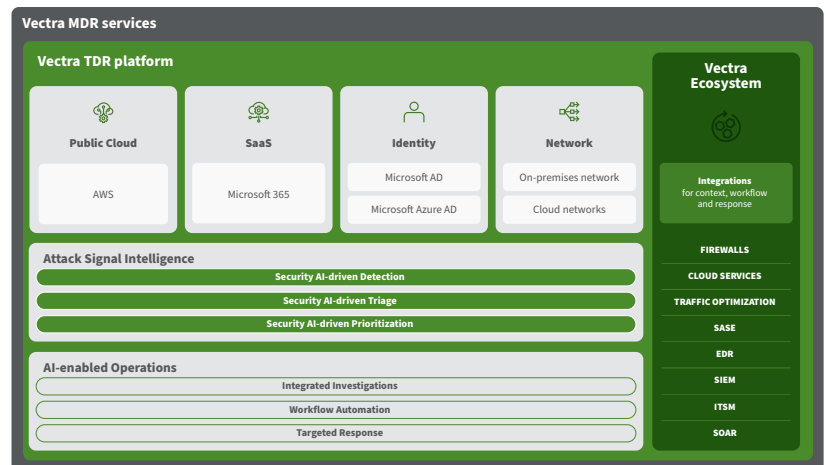 Vectra MDR services
Vectra TDR platform
Public Cloud
AWS
SaaS
Microsoft 365
Identity
Microsoft AD
Microsoft Azure AD
Network
On-premises network
Cloud networks
Attack Signal Intelligence
Security AI-driven Detection
Security AI-driven Triage
Security AI-driven Prioritization
AI-enabled Operations
Integrated Investigations
Workflow Automation
Targeted Response
Vectra
Ecosystem
Integrations
for context, workflow
and response
FIREWALLS
CLOUD SERVICES
TRAFFIC OPTIMIZATION
SASE
EDR
SIEM
ITSM
SOAR